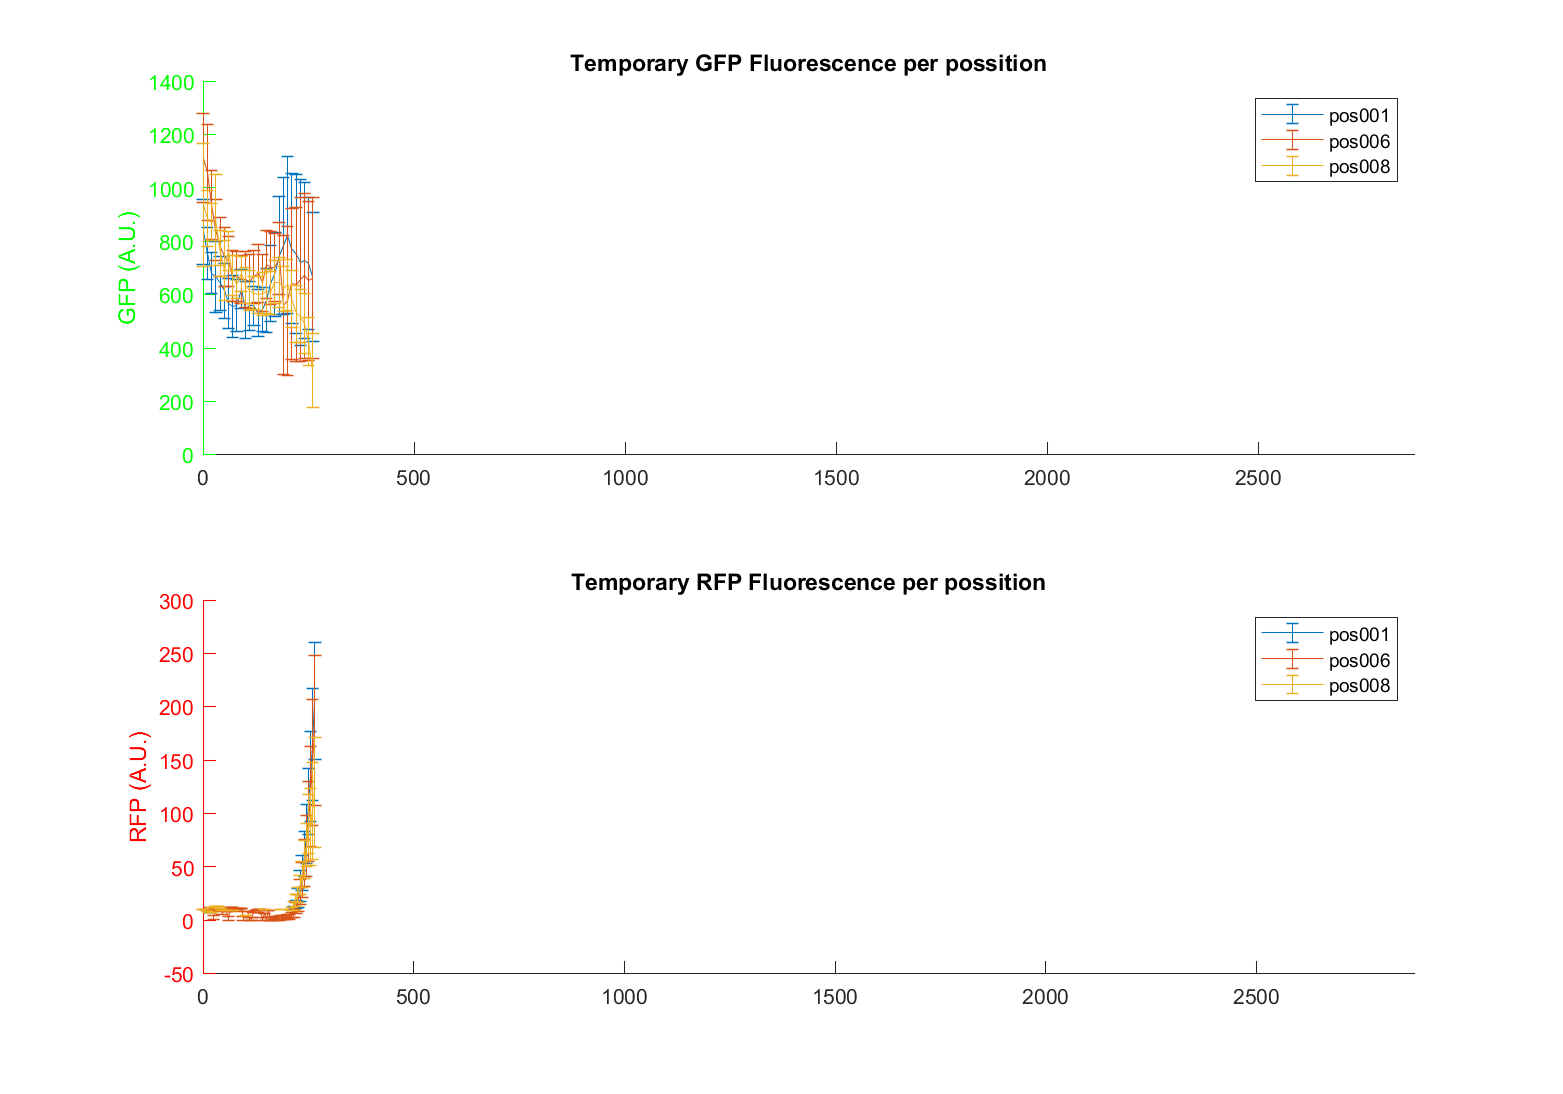 Temporary GFP Fluorescence per possition
1400
1200
1000
800
600
400
200
0
GFP (A.U.)
pos001
pos006
pos008
0 500 1000 1500 2000 2500
Temporary RFP Fluorescence per possition
300
250
200
150
100
50
0
-50
RFP (A.U.)
pos001
pos006
pos008
0 500 1000 1500 2000 2500